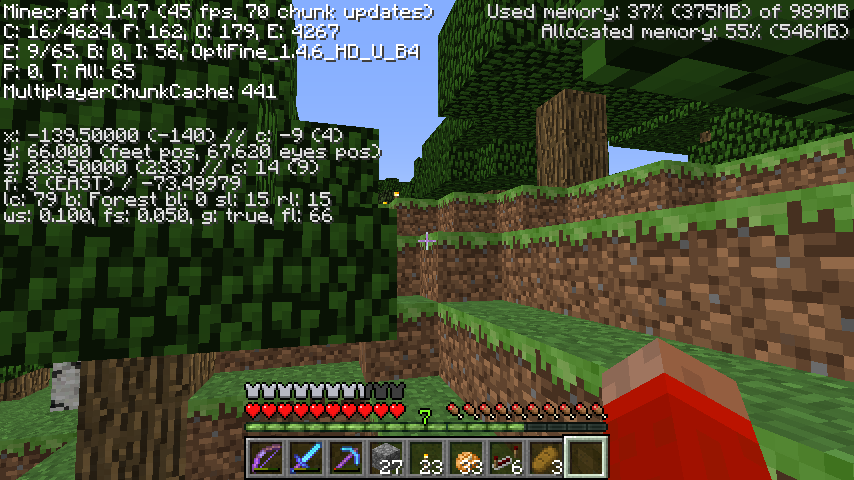 Minecraft 1.4.7 (45 fps, 70 chunk updates)
C: 16/4624. F: 162, O: 179, E: 4267
E: 9/65. B: 0, I: 56, OptiFine_1.4.6_HD_U_B4
P: 0. T: All: 65
MultiplayerChunkCache: 441
x: -139.50000 (-140) // c: -9 (4)
y: 66.000 (feet pos, 67.620 eyes pos)
z: 233.50000 (233) // c: 14 (9)
f: 3 (EAST) / -73.49979
lc: 79 b: Forest bl: 0 sl: 15 rl: 15
ws: 0.100, fs: 0.050, g: true, fl: 66
Used memory: 37% (375MB) of 989MB
Allocated memory: 55% (546MB)
7
27
23
33
6
3